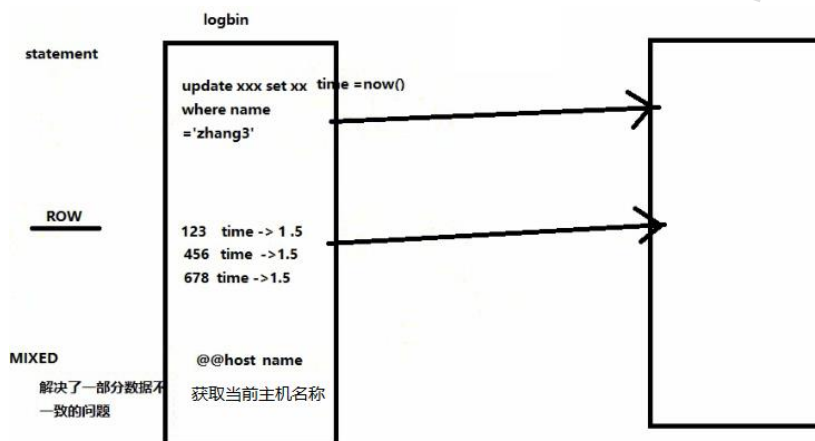 logbin
statement
update xxx set xx time =now()
where name
='zhang3'
ROW
123 time -> 1 .5
456 time ->1.5
678 time ->1.5
MIXED
@@host name
解决了一部分数据不
获取当前主机名称
一致的问题